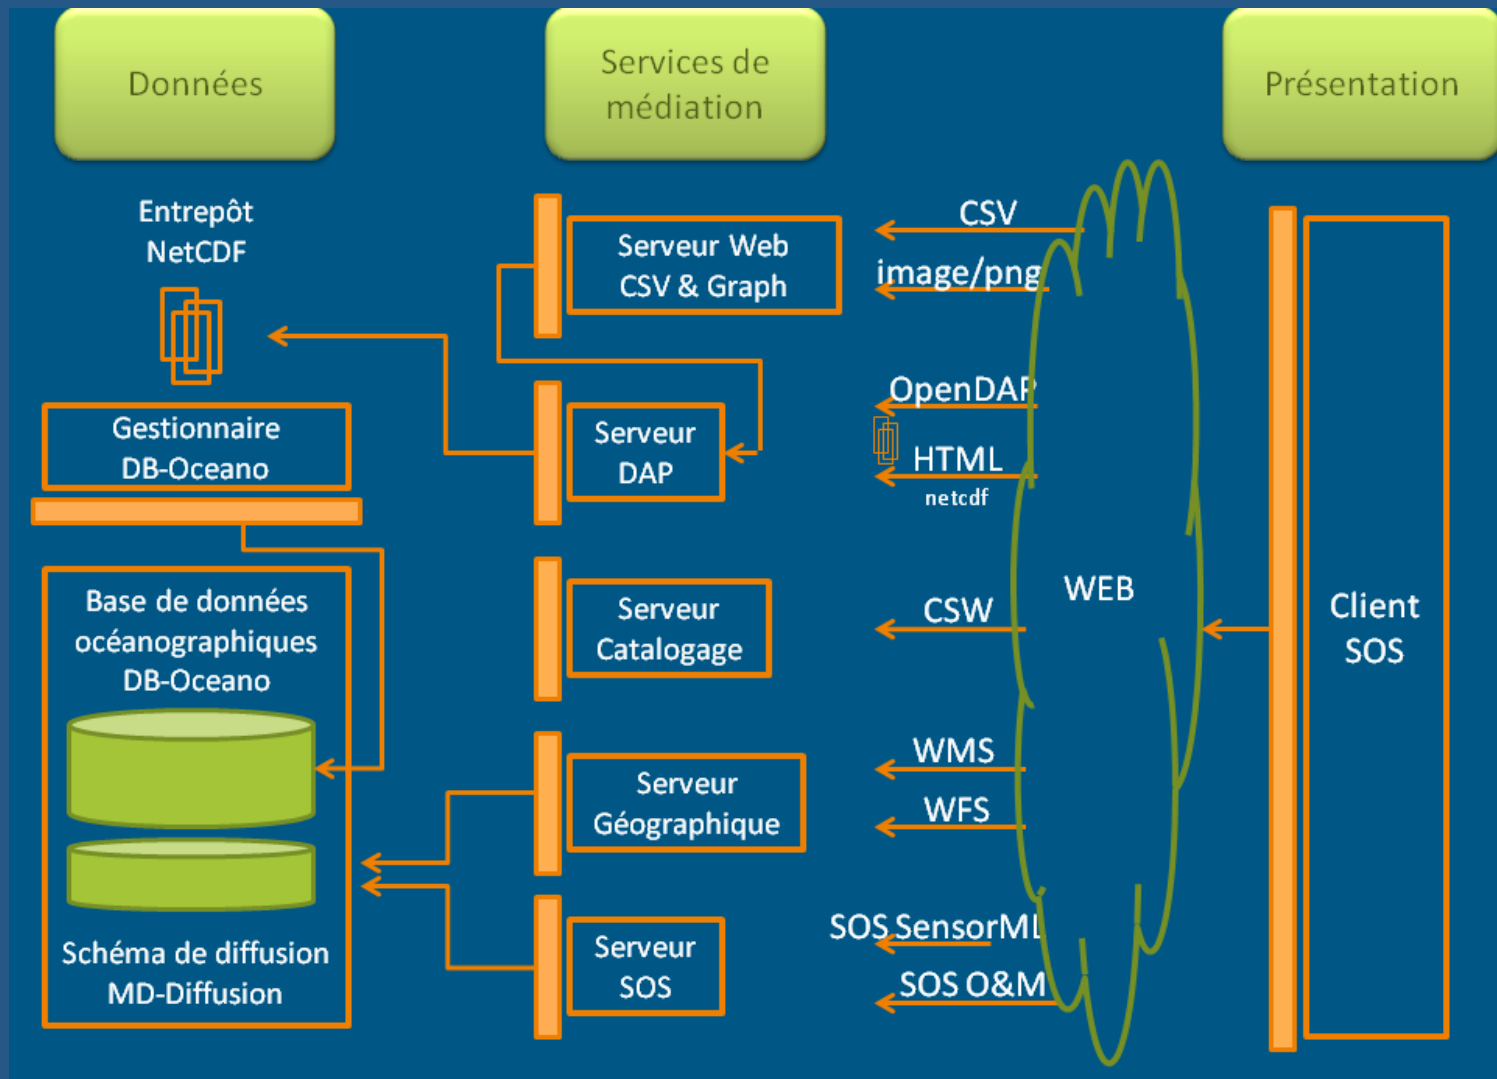 Données
Services de
médiation
Présentation
Entrepôt
NetCDF
Gestionnaire
DB-Oceano
Base de données
océanographiques
DB-Oceano
Schéma de diffusion
MD-Diffusion
Serveur Web
CSV & Graph
Serveur
DAP
Serveur
Catalogage
Serveur
Géographique
Serveur
SOS
CSV
image/png
OpenDAP
HTML
netcdf
CSW
WMS
WFS
SOS SensorML
SOS O&M
WEB
Client
SOS